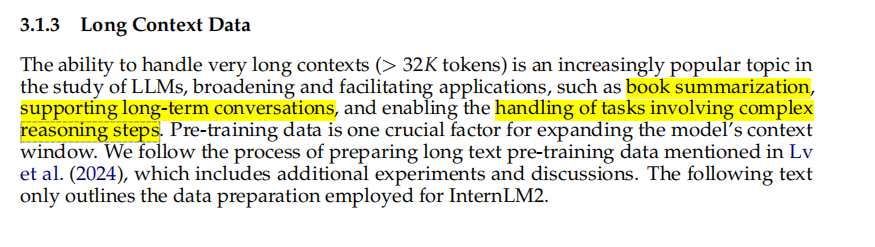 3.1.3 Long Context Data
The ability to handle very long contexts (> 32K tokens) is an increasingly popular topic in
the study of LLMs, broadening and facilitating applications, such as book summarization,
supporting long-term conversations, and enabling the handling of tasks involving complex
reasoning steps. Pre-training data is one crucial factor for expanding the model's context
window. We follow the process of preparing long text pre-training data mentioned in Lv
et al. (2024), which includes additional experiments and discussions. The following text
only outlines the data preparation employed for InternLM2.